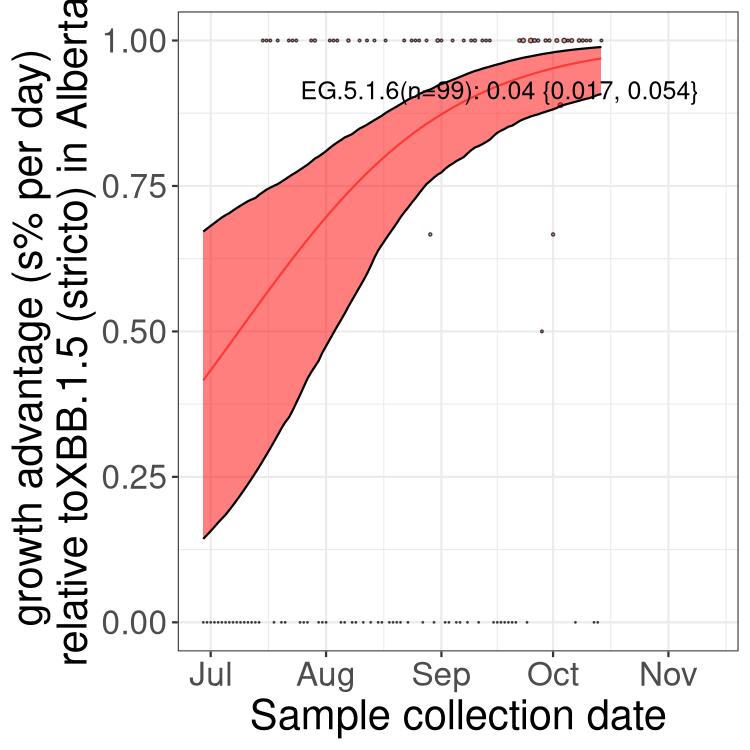 growth advantage (s% per day)
relative toXBB.1.5 (stricto) in Alberta
1.00
0.75
0.50
0.25
0.00
EG.5.1.6(n=99): 0.04 {0.017, 0.054}
Jul Aug Sep Oct Nov
Sample collection date